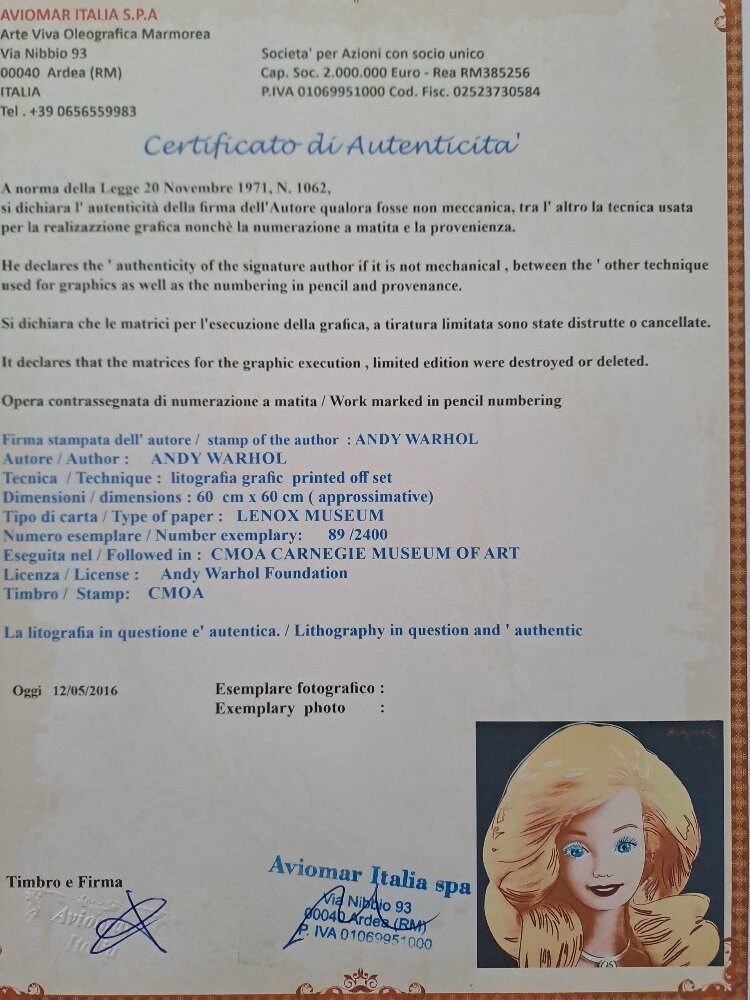 AVIOMAR ITALIA S.P.A
Arte Viva Oleografica Marmorea
Via Nibbio 93
00040 Ardea (RM)
ITALIA
Tel . +39 0656559983
Societa' per Azioni con socio unico
Cap. Soc. 2.000.000 Euro - Rea RM385256
P.IVA 01069951000 Cod. Fisc. 02523730584
Certificato di Autenticita'
A norma della Legge 20 Novembre 1971, N. 1062,
si dichiara l' autenticità della firma dell'Autore qualora fosse non meccanica, tra l' altro la tecnica usata
per la realizazzione grafica nonchè la numerazione a matita e la provenienza.
He declares the ' authenticity of the signature author if it is not mechanical , between the ' other technique
used for graphics as well as the numbering in pencil and provenance.
Si dichiara che le matrici per l'esecuzione della grafica, a tiratura limitata sono state distrutte o cancellate.
It declares that the matrices for the graphic execution , limited edition were destroyed or deleted.
Opera contrassegnata di numerazione a matita / Work marked in pencil numbering
Firma stampata dell' autore / stamp of the author : ANDY WARHOL
Autore / Author : ANDY WARHOL
Tecnica / Technique : litografia grafic printed off set
Dimensioni / dimensions : 60 cm x 60 cm ( approssimative)
Tipo di carta / Type of paper : LENOX MUSEUM
Numero esemplare / Number exemplary: 89 /2400
Eseguita nel / Followed in : CMOA CARNEGIE MUSEUM OF ART
Licenza / License : Andy Warhol Foundation
Timbro / Stamp: CMOA
La litografia in questione e' autentica. / Lithography in question and ' authentic
Oggi 12/05/2016
Esemplare fotografico :
Exemplary photo :
Timbro e Firma
Aviomar Italia spa
Via Nibbio 93
00040 Ardea (RM)
P. IVA 01069951000